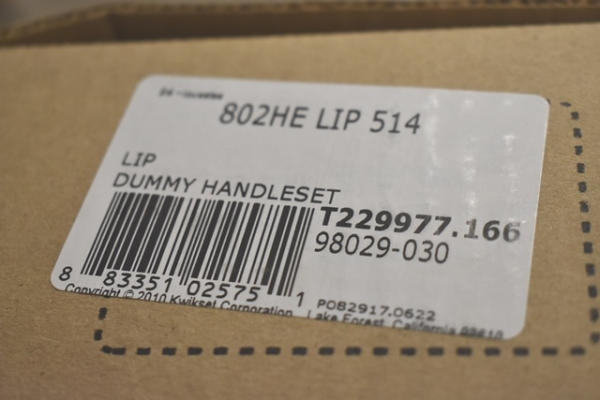 802HE LIP 514
LIP
DUMMY HANDLESET
T229977.166
98029-030
8 83351 02575 1
P082917.0622
Copyright © 2010 Kwikset Corporation Lake Forest, California